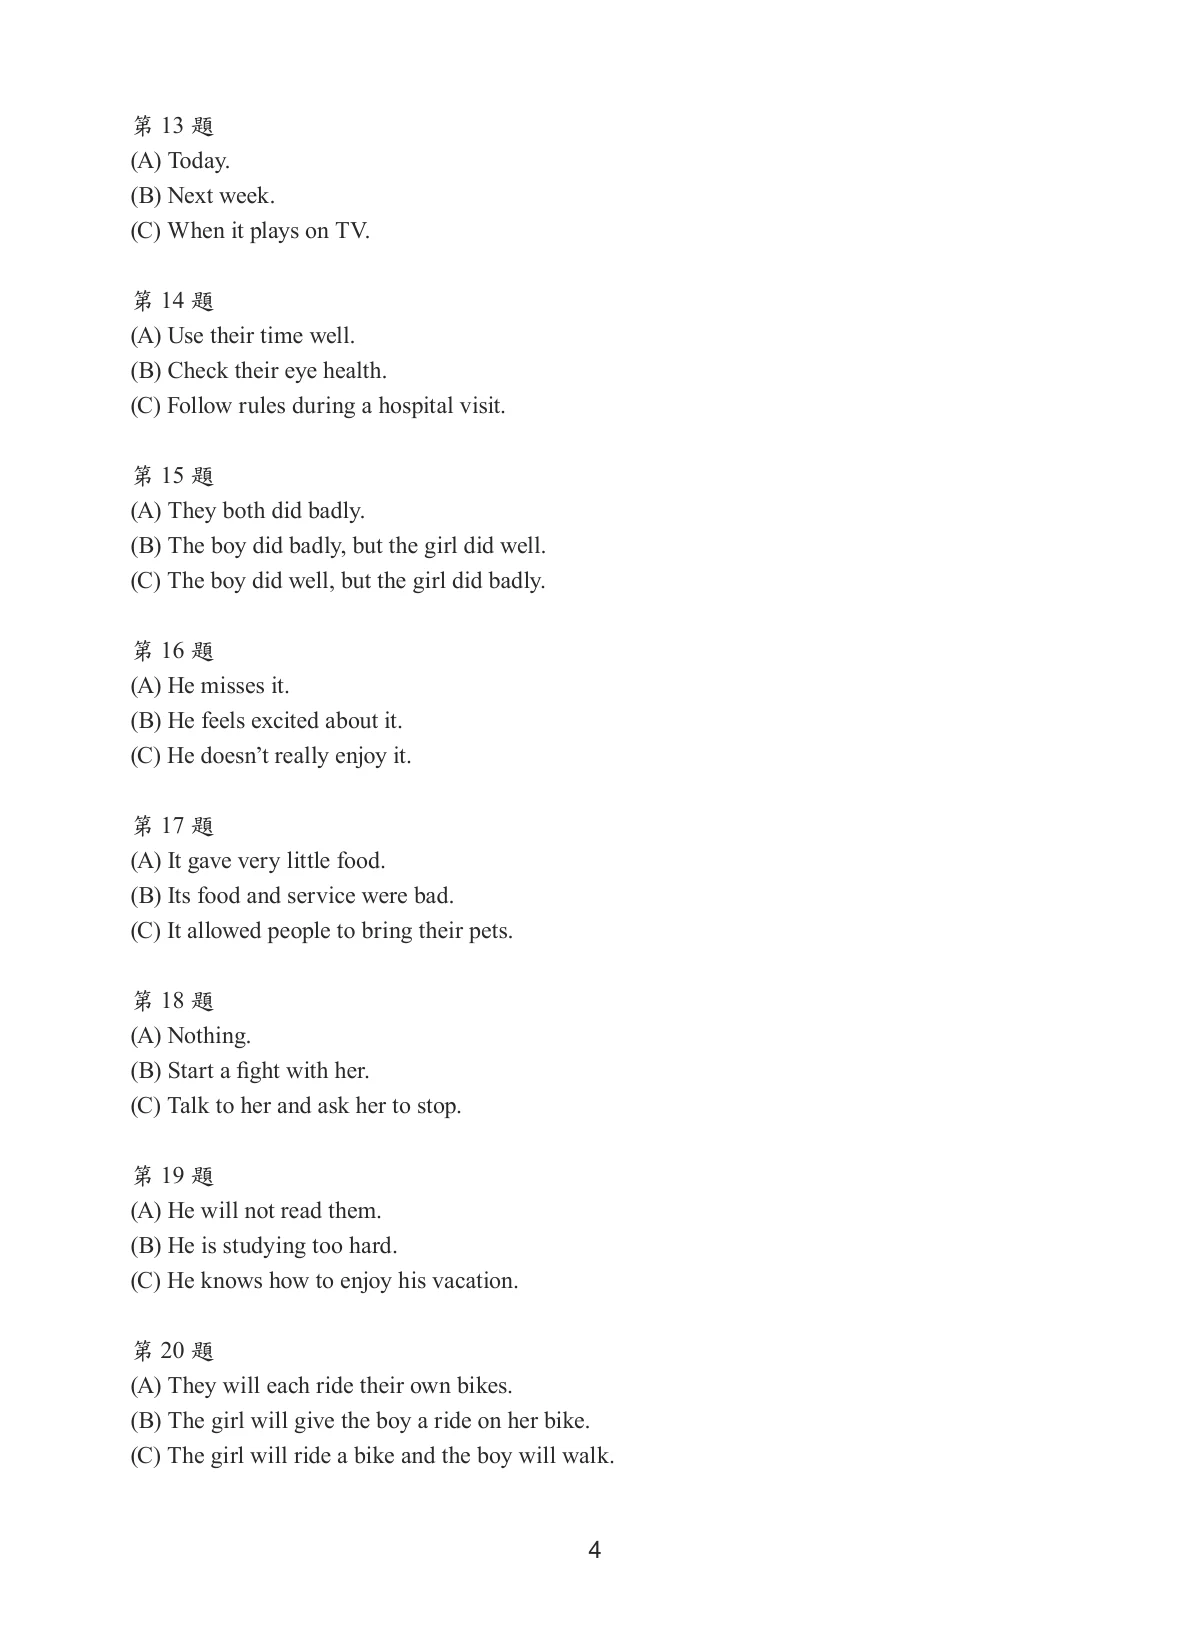 第 13 題
(A) Today.
(B) Next week.
(C) When it plays on TV.
第 14 題
(A) Use their time well.
(B) Check their eye health.
(C) Follow rules during a hospital visit.
第 15 題
(A) They both did badly.
(B) The boy did badly, but the girl did well.
(C) The boy did well, but the girl did badly.
第 16 題
(A) He misses it.
(B) He feels excited about it.
(C) He doesn’t really enjoy it.
第 17 題
(A) It gave very little food.
(B) Its food and service were bad.
(C) It allowed people to bring their pets.
第 18 題
(A) Nothing.
(B) Start a fight with her.
(C) Talk to her and ask her to stop.
第 19 題
(A) He will not read them.
(B) He is studying too hard.
(C) He knows how to enjoy his vacation.
第 20 題
(A) They will each ride their own bikes.
(B) The girl will give the boy a ride on her bike.
(C) The girl will ride a bike and the boy will walk.
4